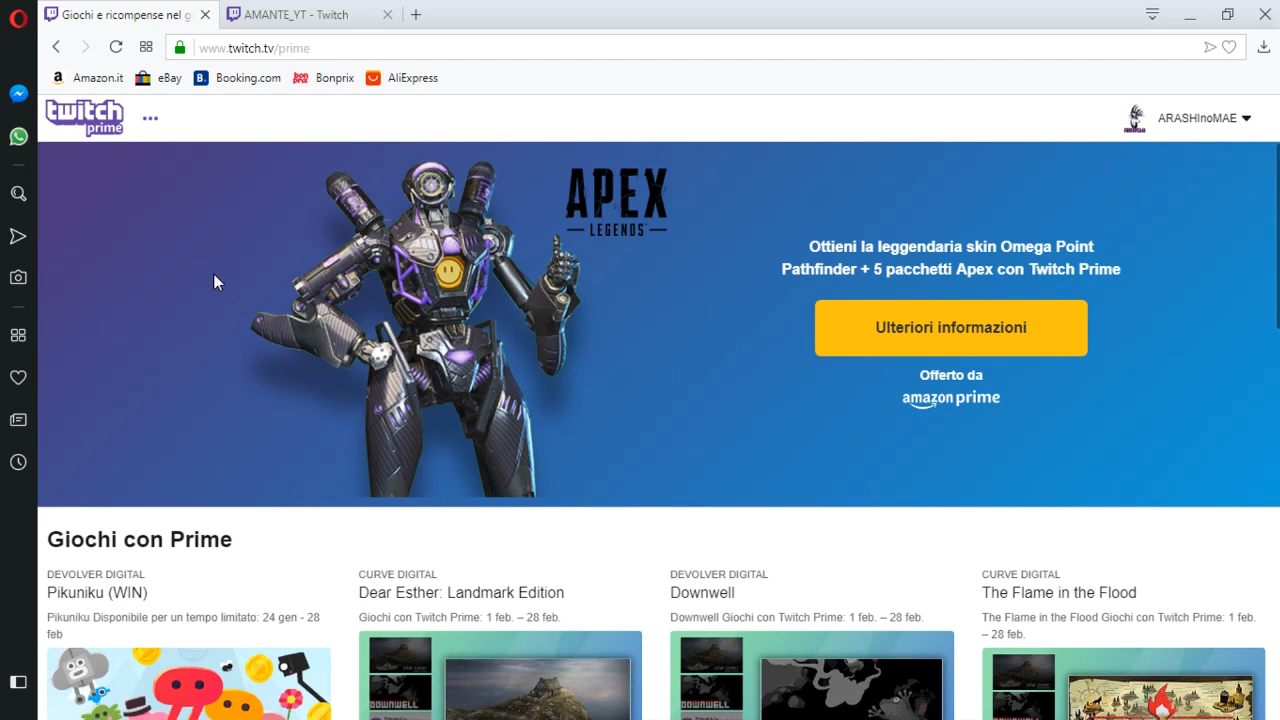 Giochi e ricompense nel g
AMANTE_YT - Twitch
www.twitch.tv/prime
Amazon.it
eBay
B.
Booking.com
bon prix
Bonprix
AliExpress
twitch
prime
ARASHInoMAE
APEX
LEGENDS
Ottieni la leggendaria skin Omega Point
Pathfinder + 5 pacchetti Apex con Twitch Prime
Ulteriori informazioni
Offerto da
amazon prime
Giochi con Prime
DEVOLVER DIGITAL
Pikuniku (WIN)
Pikuniku Disponibile per un tempo limitato: 24 gen - 28
feb
CURVE DIGITAL
Dear Esther: Landmark Edition
Giochi con Twitch Prime: 1 feb. – 28 feb.
DEVOLVER DIGITAL
Downwell
Downwell Giochi con Twitch Prime: 1 feb. – 28 feb.
CURVE DIGITAL
The Flame in the Flood
The Flame in the Flood Giochi con Twitch Prime: 1 feb.
– 28 feb.
DOWNWELL
DOWNWELL